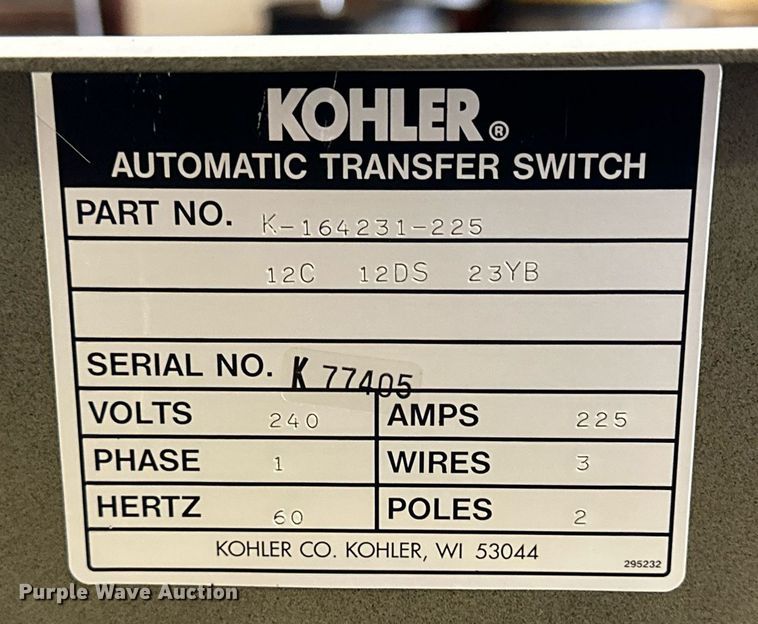 KOHLER®
AUTOMATIC TRANSFER SWITCH
PART NO. K-164231-225
12C 12DS 23YB
SERIAL NO. K 77405
VOLTS 240 AMPS 225
PHASE 1 WIRES 3
HERTZ 60 POLES 2
KOHLER CO. KOHLER, WI 53044
295232
Purple Wave Auction